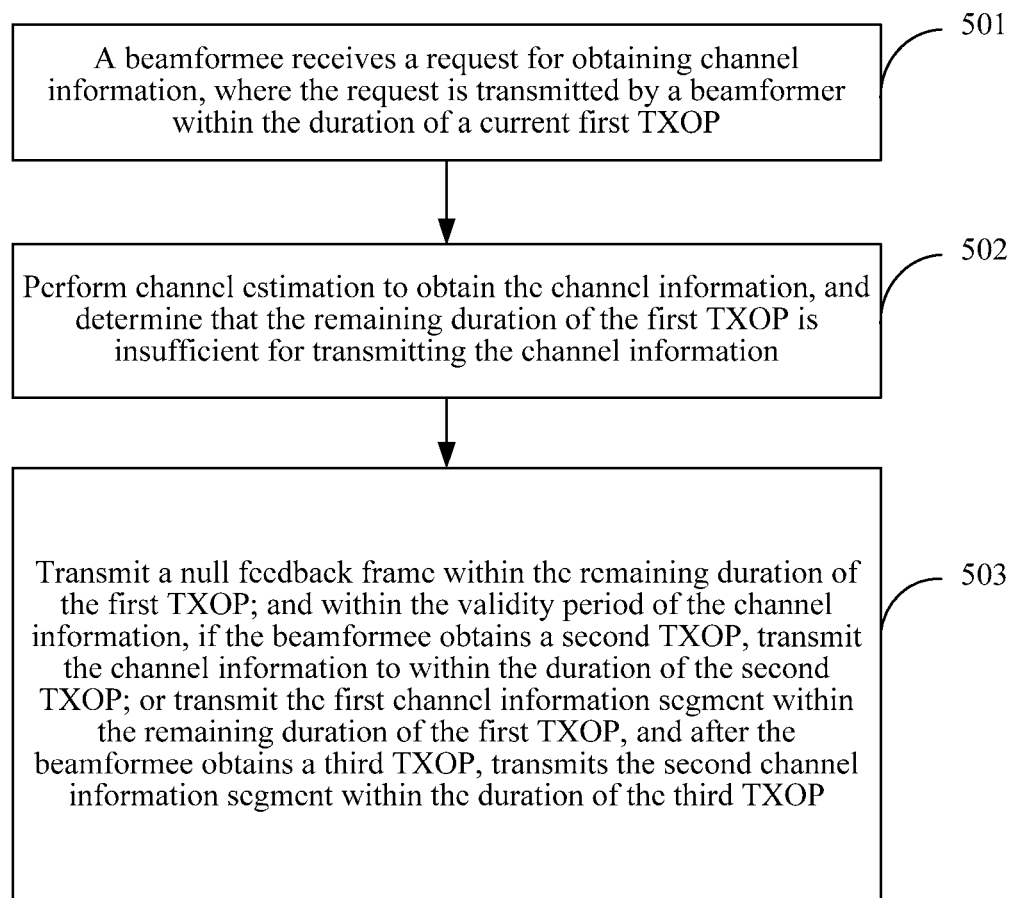 501
A beamformee receives a request for obtaining channel
information, where the request is transmitted by a beamformer
within the duration of a current first TXOP
502
Perform channel estimation to obtain the channel information, and
determine that the remaining duration of the first TXOP is
insufficient for transmitting the channel information
503
Transmit a null feedback frame within the remaining duration of
the first TXOP; and within the validity period of the channel
information, if the beamformee obtains a second TXOP, transmit
the channel information to within the duration of the second
TXOP; or transmit the first channel information segment within
the remaining duration of the first TXOP, and after the
beamformee obtains a third TXOP, transmits the second channel
information segment within the duration of the third TXOP